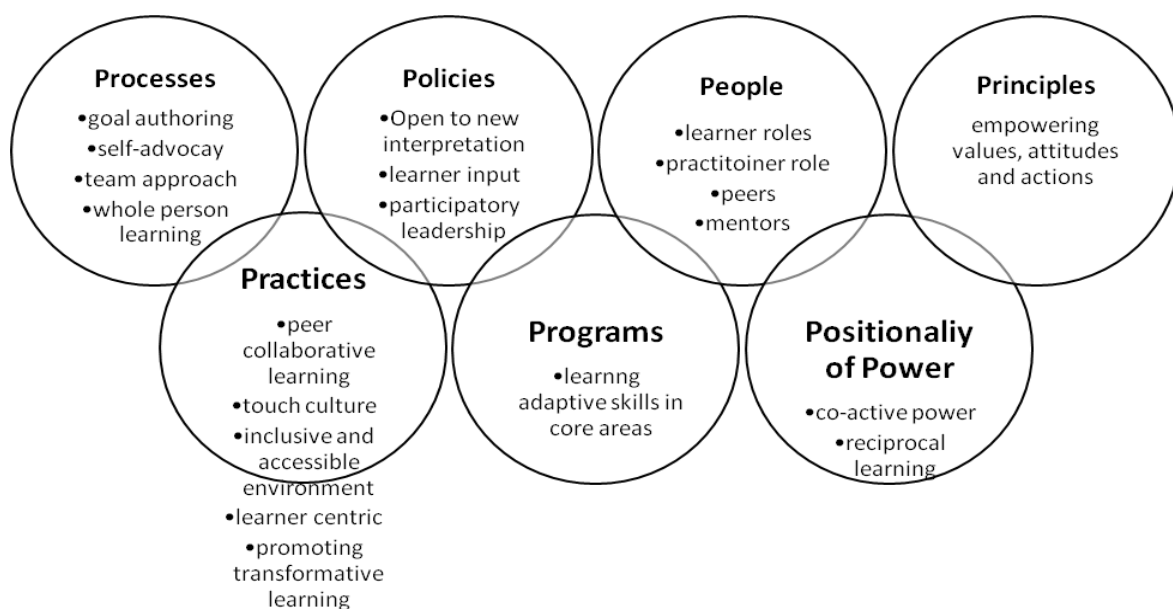 Processes
•goal authoring
•self-advocay
•team approach
•whole person
learning
Policies
•Open to new
interpretation
•learner input
•participatory
leadership
People
•learner roles
•practitoiner role
•peers
•mentors
Principles
empowering
values, attitudes
and actions
Practices
•peer
collaborative
learning
•touch culture
•inclusive and
accessible
environment
•learner centric
•promoting
transformative
learning
Programs
•learnng
adaptive skills in
core areas
Positionaliy
of Power
•co-active power
•reciprocal
learning